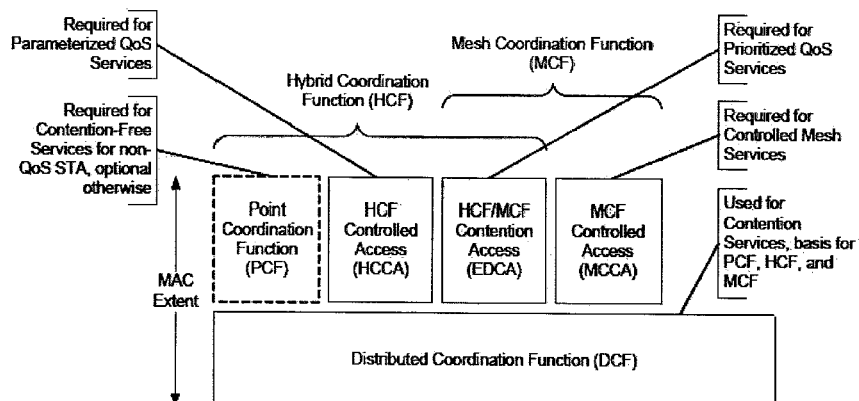 Required for
Parameterized QoS
Services
Required for
Contention-Free
Services for non-
QoS STA, optional
otherwise
Hybrid Coordination
Function (HCF)
Mesh Coordination Function
(MCF)
Required for
Prioritized QoS
Services
Required for
Controlled Mesh
Services
Used for
Contention
Services, basis for
PCF, HCF, and
MCF
MAC
Extent
Point
Coordination
Function
(PCF)
HCF
Controlled
Access
(HCCA)
HCF/MCF
Contention
Access
(EDCA)
MCF
Controlled
Access
(MCCA)
Distributed Coordination Function (DCF)